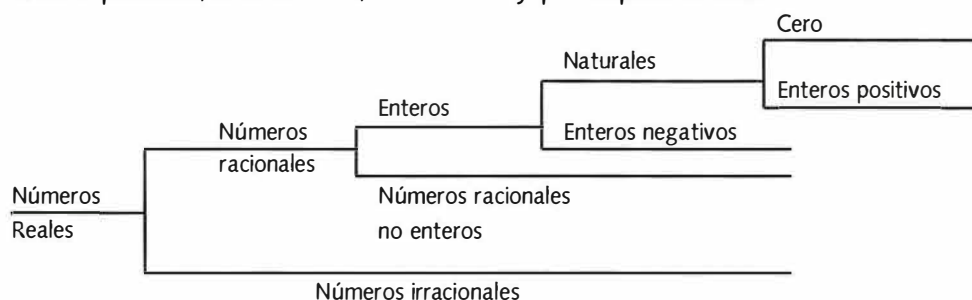 Cero
Naturales
Enteros positivos
Enteros
Números
Enteros negativos
racionales
Números
Números racionales
Reales
no enteros
Números irracionales